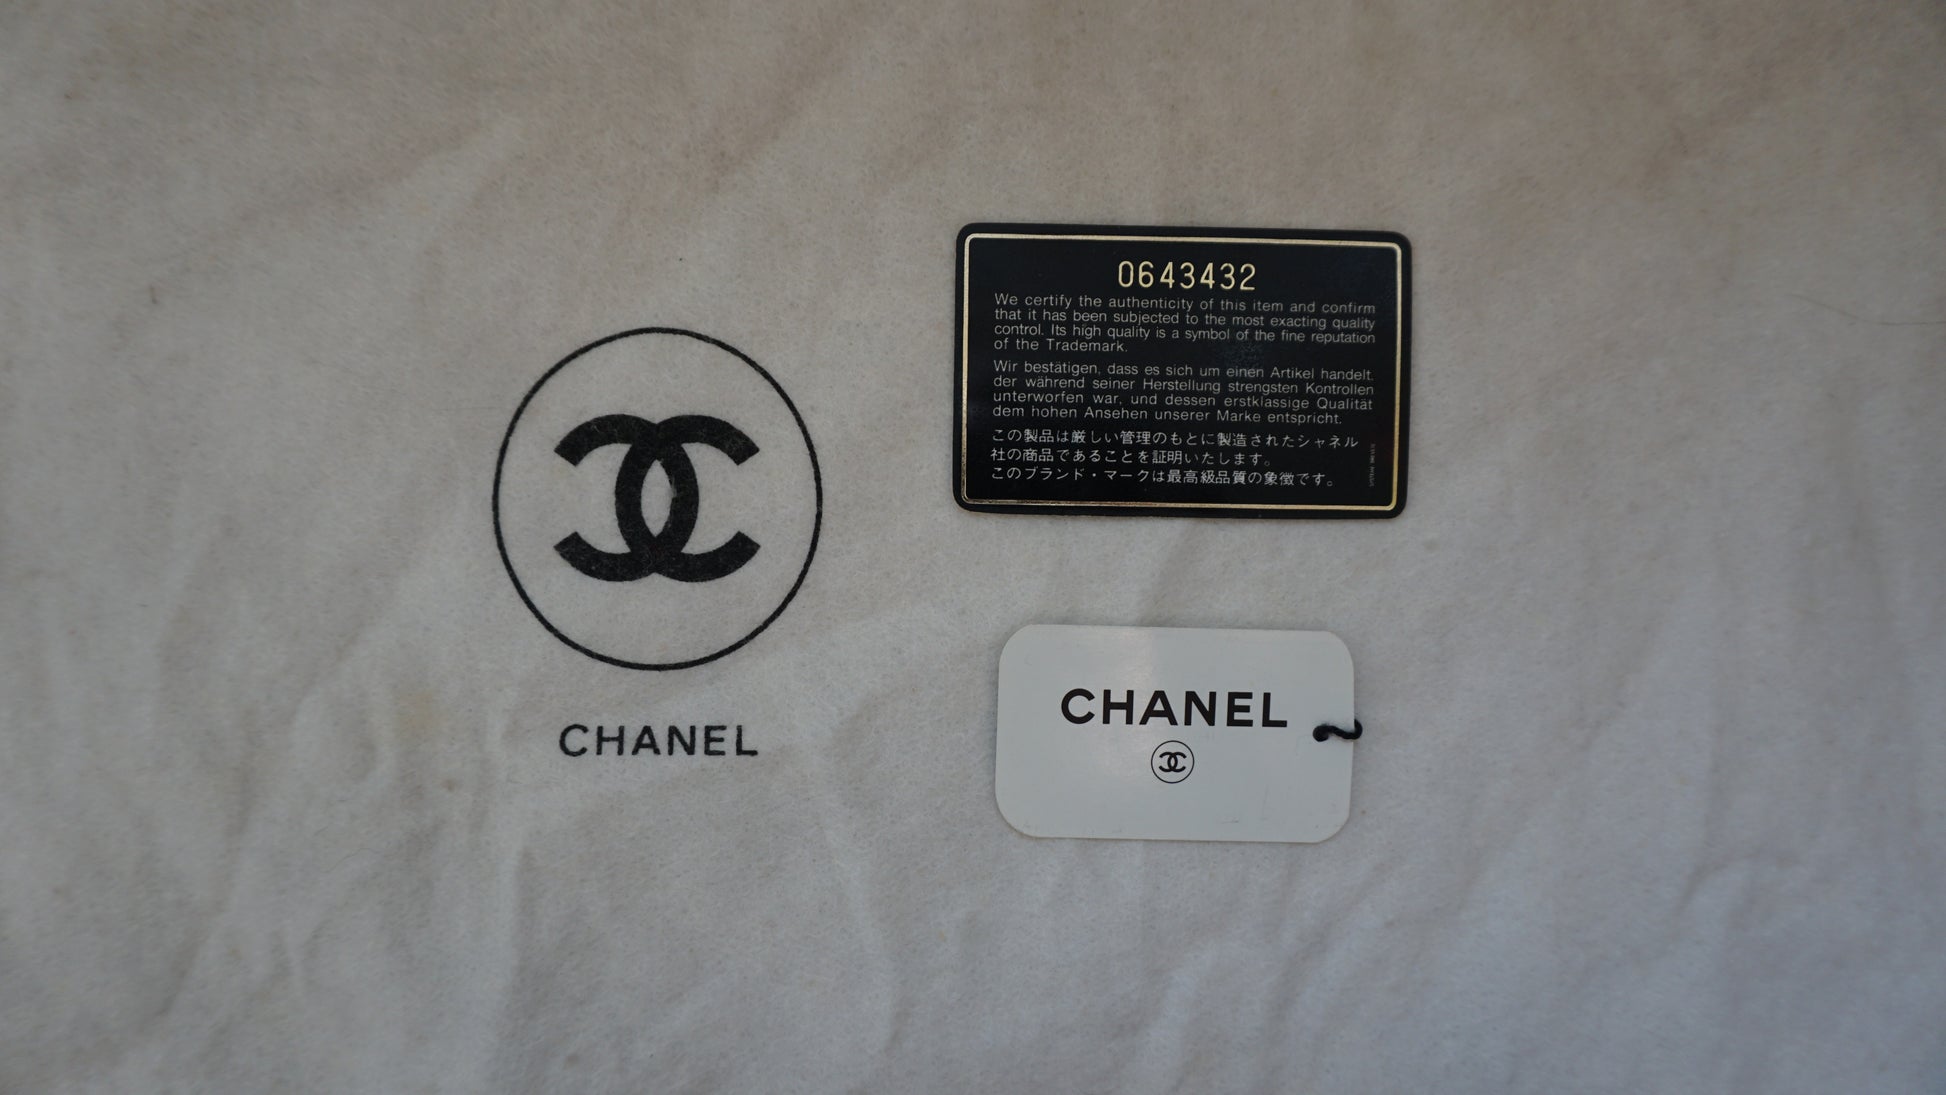 CHANEL
0643432
We certify the authenticity of this item and confirm
that it has been subjected to the most exacting quality
control. Its high quality is a symbol of the fine reputation
of the Trademark.
Wir bestätigen, dass es sich um einen Artikel handelt,
der während seiner Herstellung strengsten Kontrollen
unterworfen war, und dessen erstklassige Qualität
dem hohen Ansehen unserer Marke entspricht.
この製品は厳しい管理のもとに製造されたシャネル
社の商品であることを証明いたします。
このブランド・マークは最高級品質の象徴です。
CHANEL